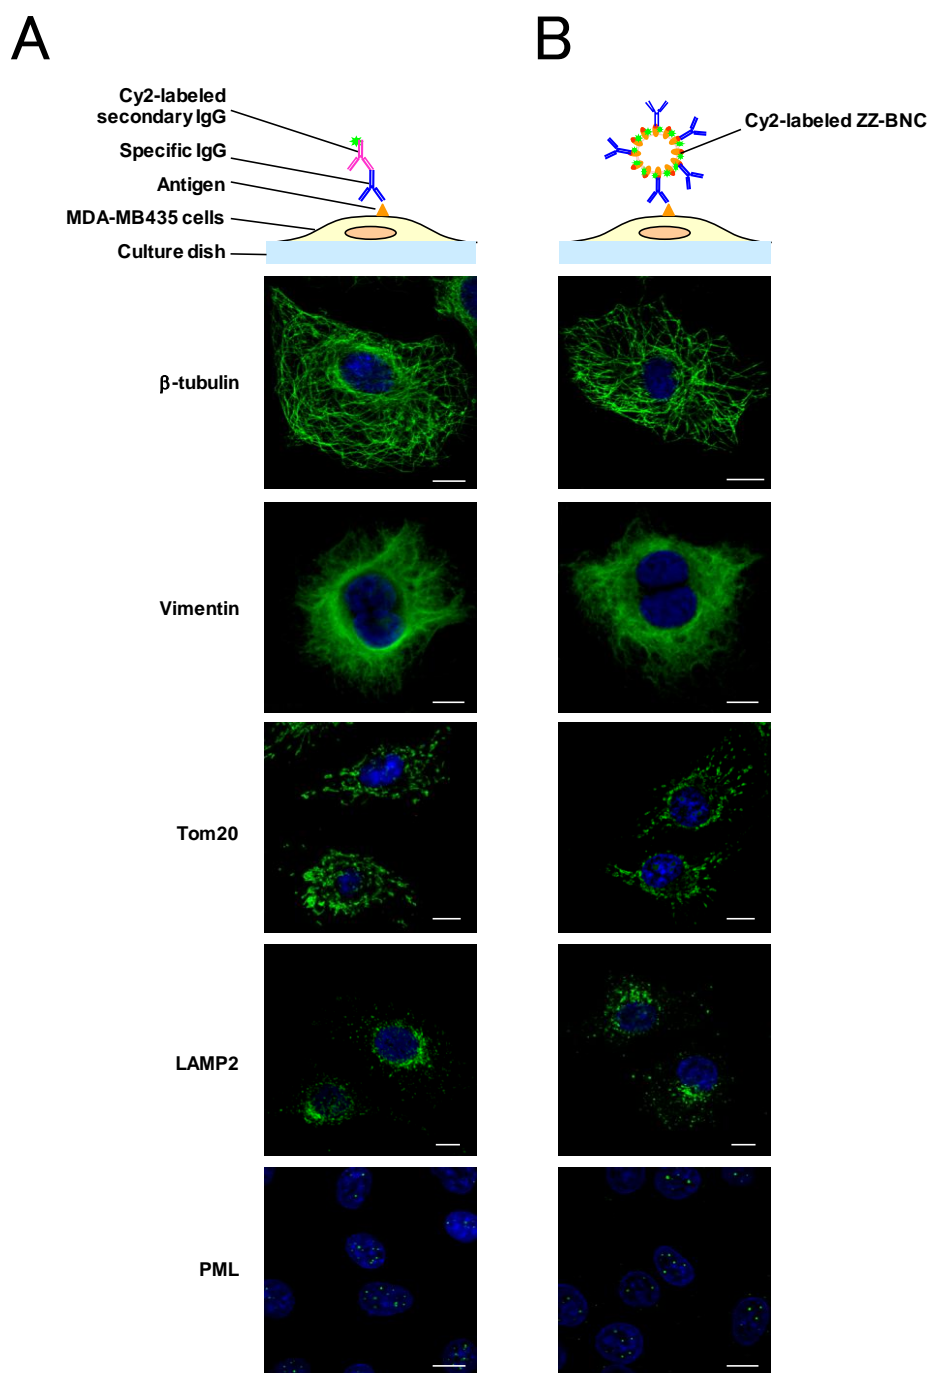 A
B
Cy2-labeled
secondary IgG
Specific IgG
Antigen
MDA-MB435 cells
Culture dish
Cy2-labeled ZZ-BNC
β-tubulin
Vimentin
Tom20
LAMP2
PML